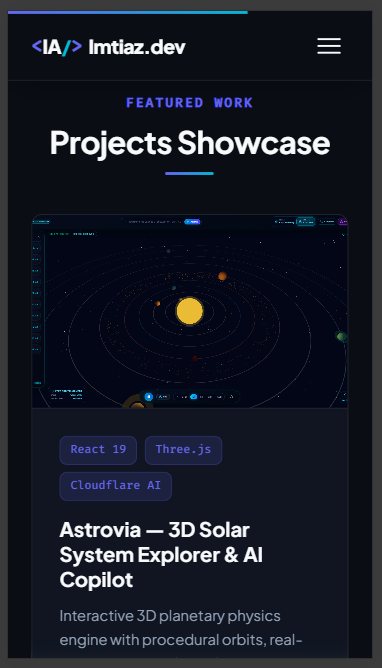 <IA/> Imtiaz.dev
FEATURED WORK
Projects Showcase
React 19
Three.js
Cloudflare AI
Astrovia — 3D Solar
System Explorer & AI
Copilot
Interactive 3D planetary physics
engine with procedural orbits, real-